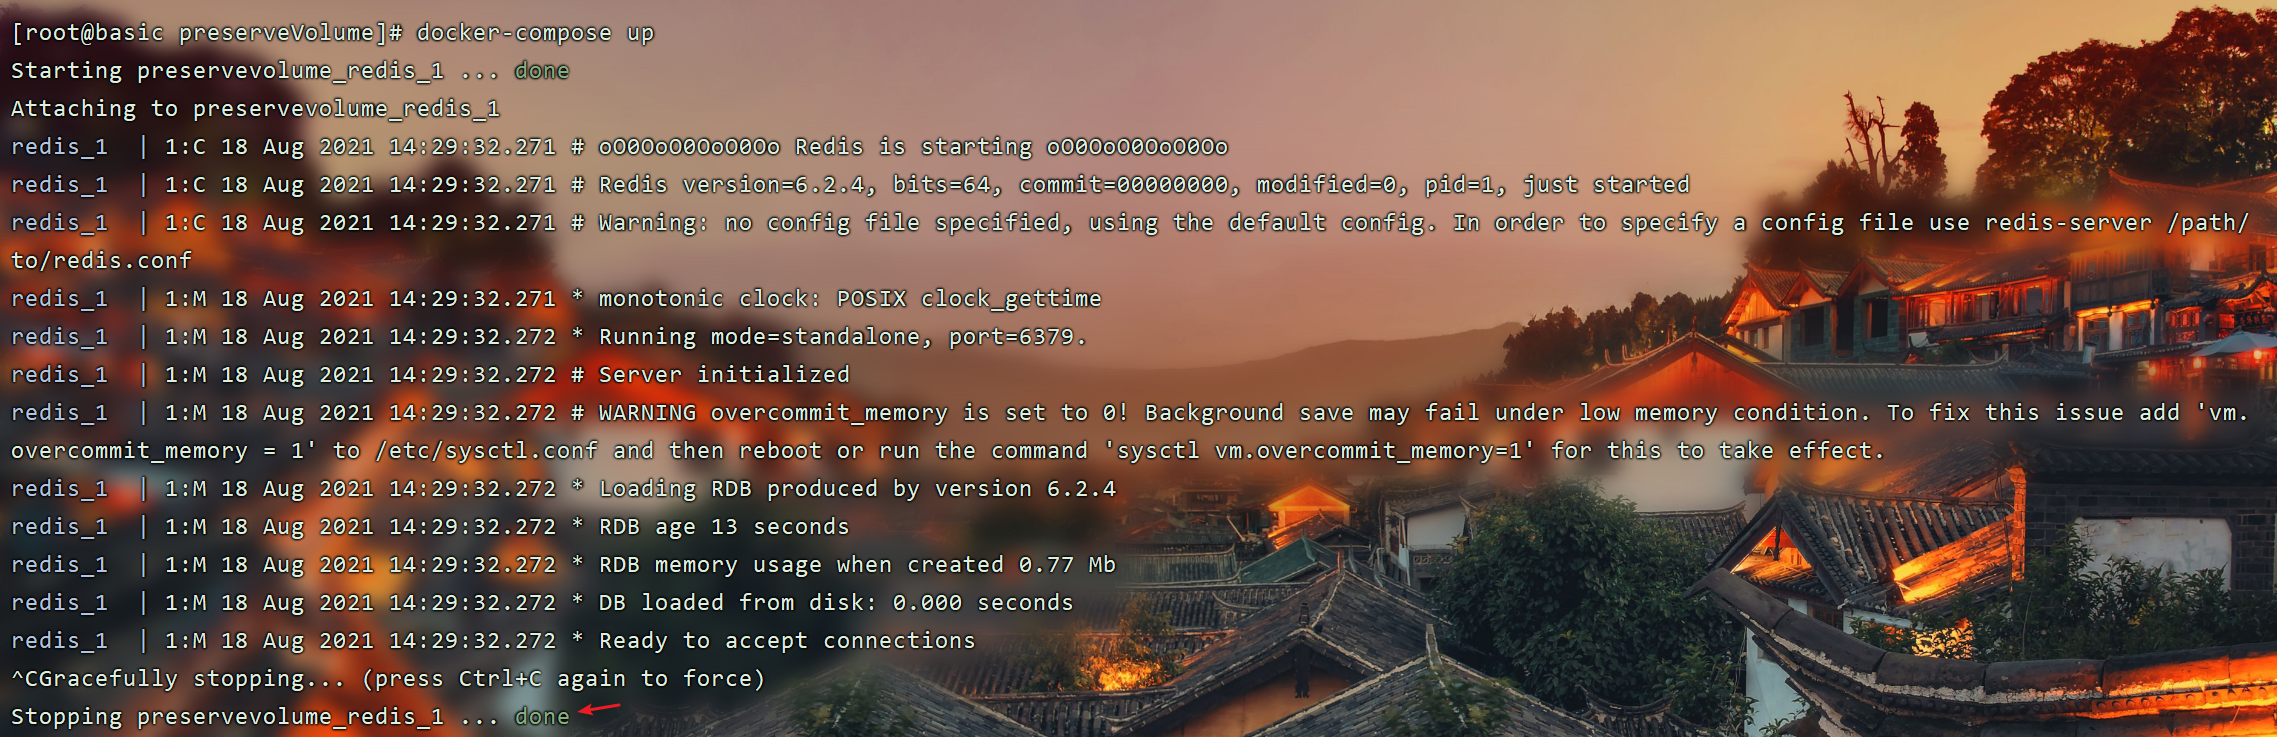 [root@basic preserveVolume]# docker-compose up
Starting preservevolume_redis_1 ... done
Attaching to preservevolume_redis_1
redis_1  | 1:C 18 Aug 2021 14:29:32.271 # oO0OoO0OoO0Oo Redis is starting oO0OoO0OoO0Oo
redis_1  | 1:C 18 Aug 2021 14:29:32.271 # Redis version=6.2.4, bits=64, commit=00000000, modified=0, pid=1, just started
redis_1  | 1:C 18 Aug 2021 14:29:32.271 # Warning: no config file specified, using the default config. In order to specify a config file use redis-server /path/
to/redis.conf
redis_1  | 1:M 18 Aug 2021 14:29:32.271 * monotonic clock: POSIX clock_gettime
redis_1  | 1:M 18 Aug 2021 14:29:32.272 * Running mode=standalone, port=6379.
redis_1  | 1:M 18 Aug 2021 14:29:32.272 # Server initialized
redis_1  | 1:M 18 Aug 2021 14:29:32.272 # WARNING overcommit_memory is set to 0! Background save may fail under low memory condition. To fix this issue add 'vm.
overcommit_memory = 1' to /etc/sysctl.conf and then reboot or run the command 'sysctl vm.overcommit_memory=1' for this to take effect.
redis_1  | 1:M 18 Aug 2021 14:29:32.272 * Loading RDB produced by version 6.2.4
redis_1  | 1:M 18 Aug 2021 14:29:32.272 * RDB age 13 seconds
redis_1  | 1:M 18 Aug 2021 14:29:32.272 * RDB memory usage when created 0.77 Mb
redis_1  | 1:M 18 Aug 2021 14:29:32.272 * DB loaded from disk: 0.000 seconds
redis_1  | 1:M 18 Aug 2021 14:29:32.272 * Ready to accept connections
^CGracefully stopping... (press Ctrl+C again to force)
Stopping preservevolume_redis_1 ... done